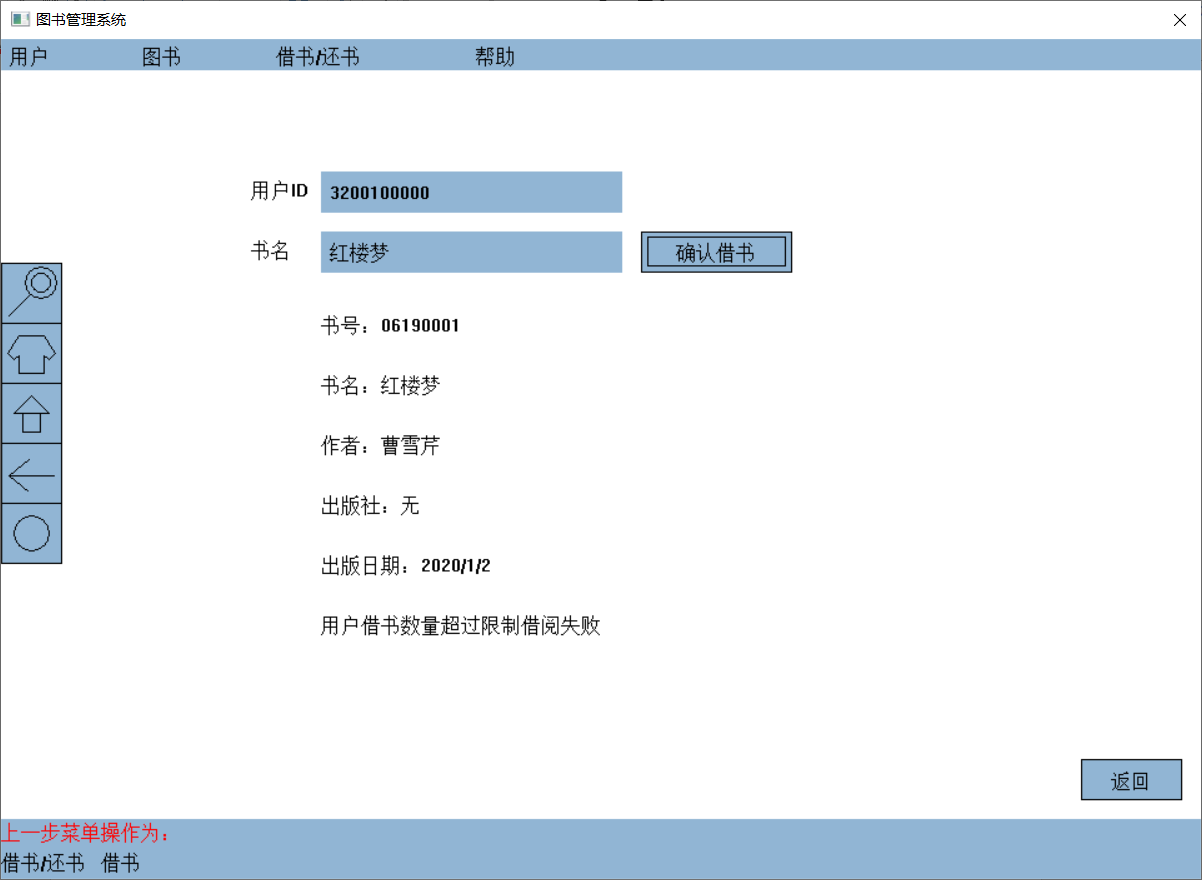 图书管理系统
用户 图书 借书/还书 帮助
用户ID 3200100000
书名 红楼梦 确认借书
书号：06190001
书名：红楼梦
作者：曹雪芹
出版社：无
出版日期：2020/1/2
用户借书数量超过限制借阅失败
返回
上一步菜单操作为：
借书/还书 借书